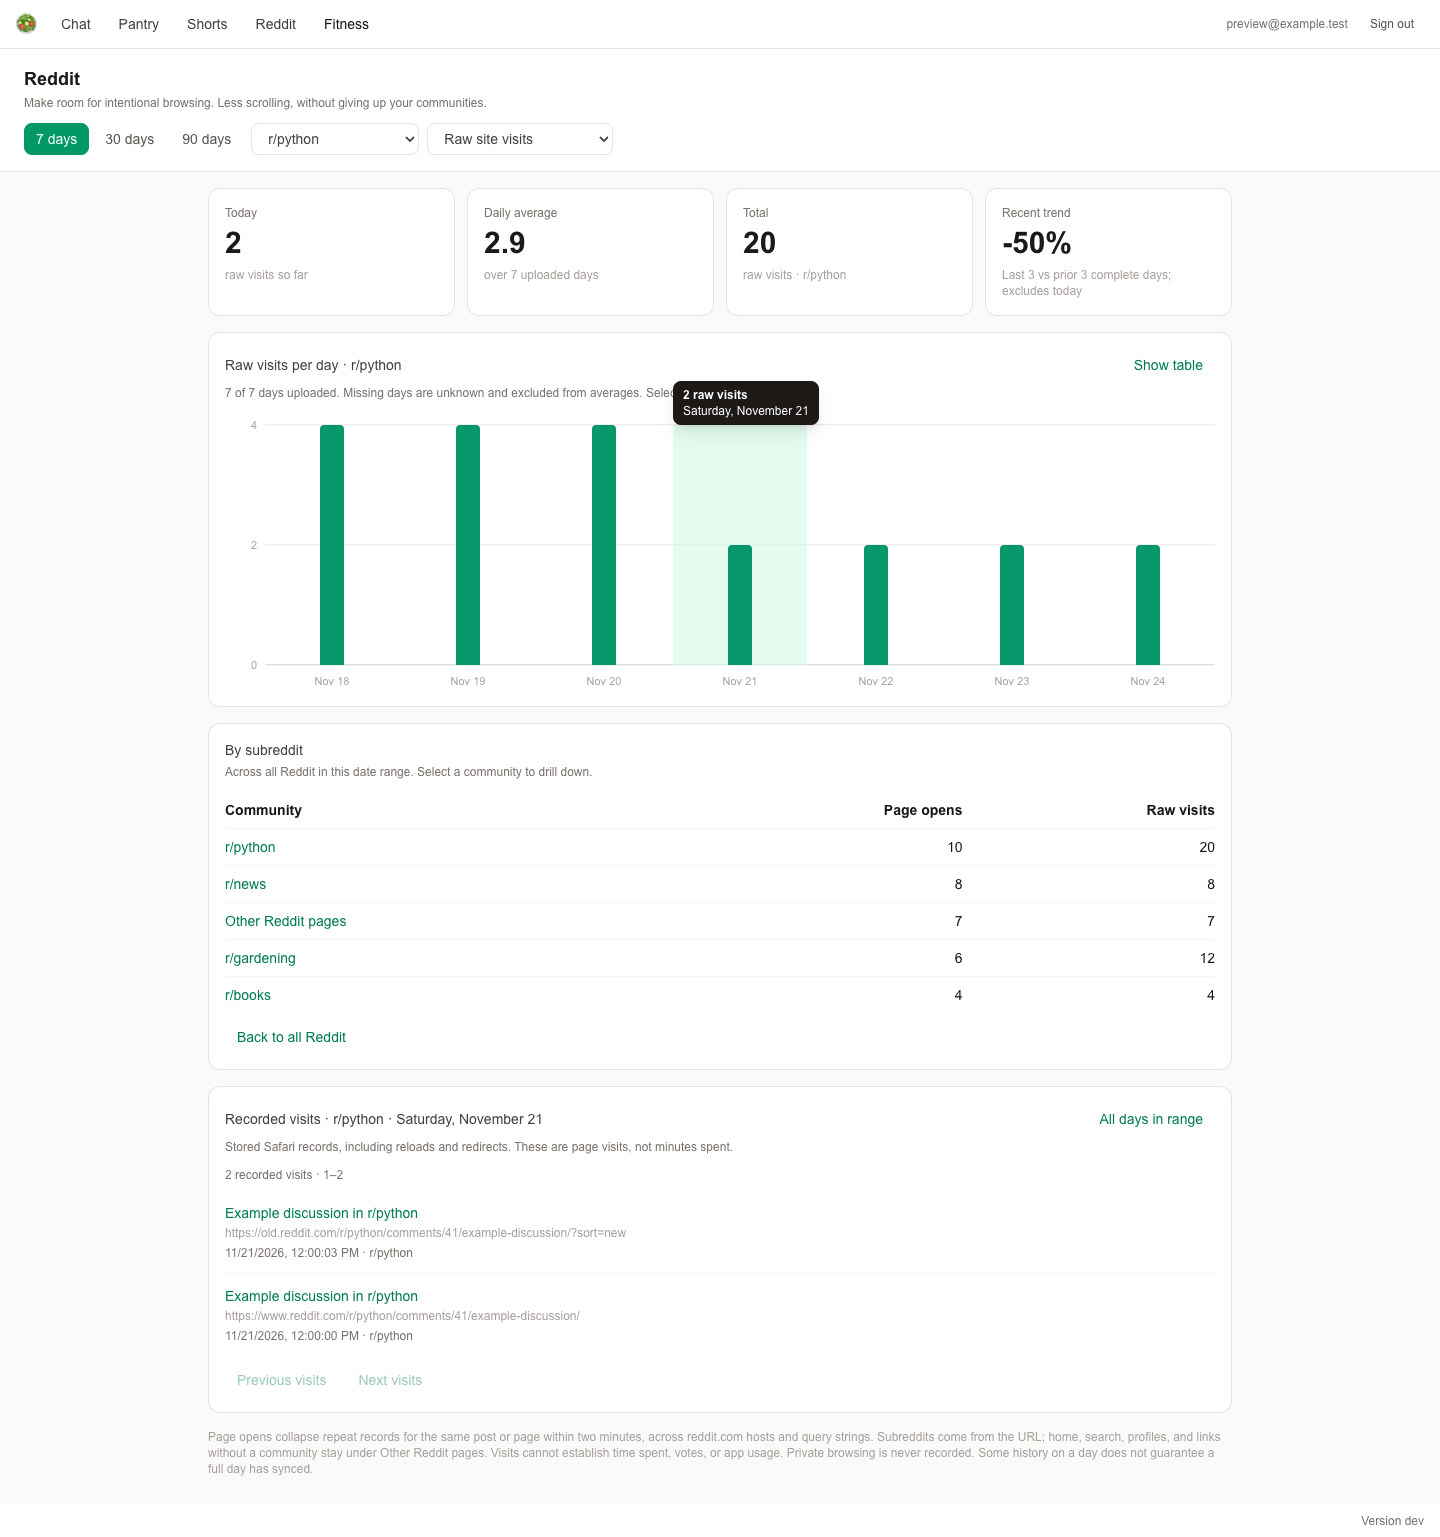 Chat Pantry Shorts Reddit Fitness preview@example.test Sign out
Reddit
Make room for intentional browsing. Less scrolling, without giving up your communities.
7 days 30 days 90 days r/python Raw site visits
Today
2
raw visits so far
Daily average
2.9
over 7 uploaded days
Total
20
raw visits · r/python
Recent trend
-50%
Last 3 vs prior 3 complete days;
excludes today
Raw visits per day · r/python Show table
7 of 7 days uploaded. Missing days are unknown and excluded from averages.
2 raw visits
Saturday, November 21
4
2
0
Nov 18 Nov 19 Nov 20 Nov 21 Nov 22 Nov 23 Nov 24
By subreddit
Across all Reddit in this date range. Select a community to drill down.
Community Page opens Raw visits
r/python 10 20
r/news 8 8
Other Reddit pages 7 7
r/gardening 6 12
r/books 4 4
Back to all Reddit
Recorded visits · r/python · Saturday, November 21 All days in range
Stored Safari records, including reloads and redirects. These are page visits, not minutes spent.
2 recorded visits · 1–2
Example discussion in r/python
https://old.reddit.com/r/python/comments/41/example-discussion/?sort=new
11/21/2026, 12:00:03 PM · r/python
Example discussion in r/python
https://www.reddit.com/r/python/comments/41/example-discussion/
11/21/2026, 12:00:00 PM · r/python
Previous visits Next visits
Page opens collapse repeat records for the same post or page within two minutes, across reddit.com hosts and query strings. Subreddits come from the URL; home, search, profiles, and links
without a community stay under Other Reddit pages. Visits cannot establish time spent, votes, or app usage. Private browsing is never recorded. Some history on a day does not guarantee a
full day has synced.
Version dev